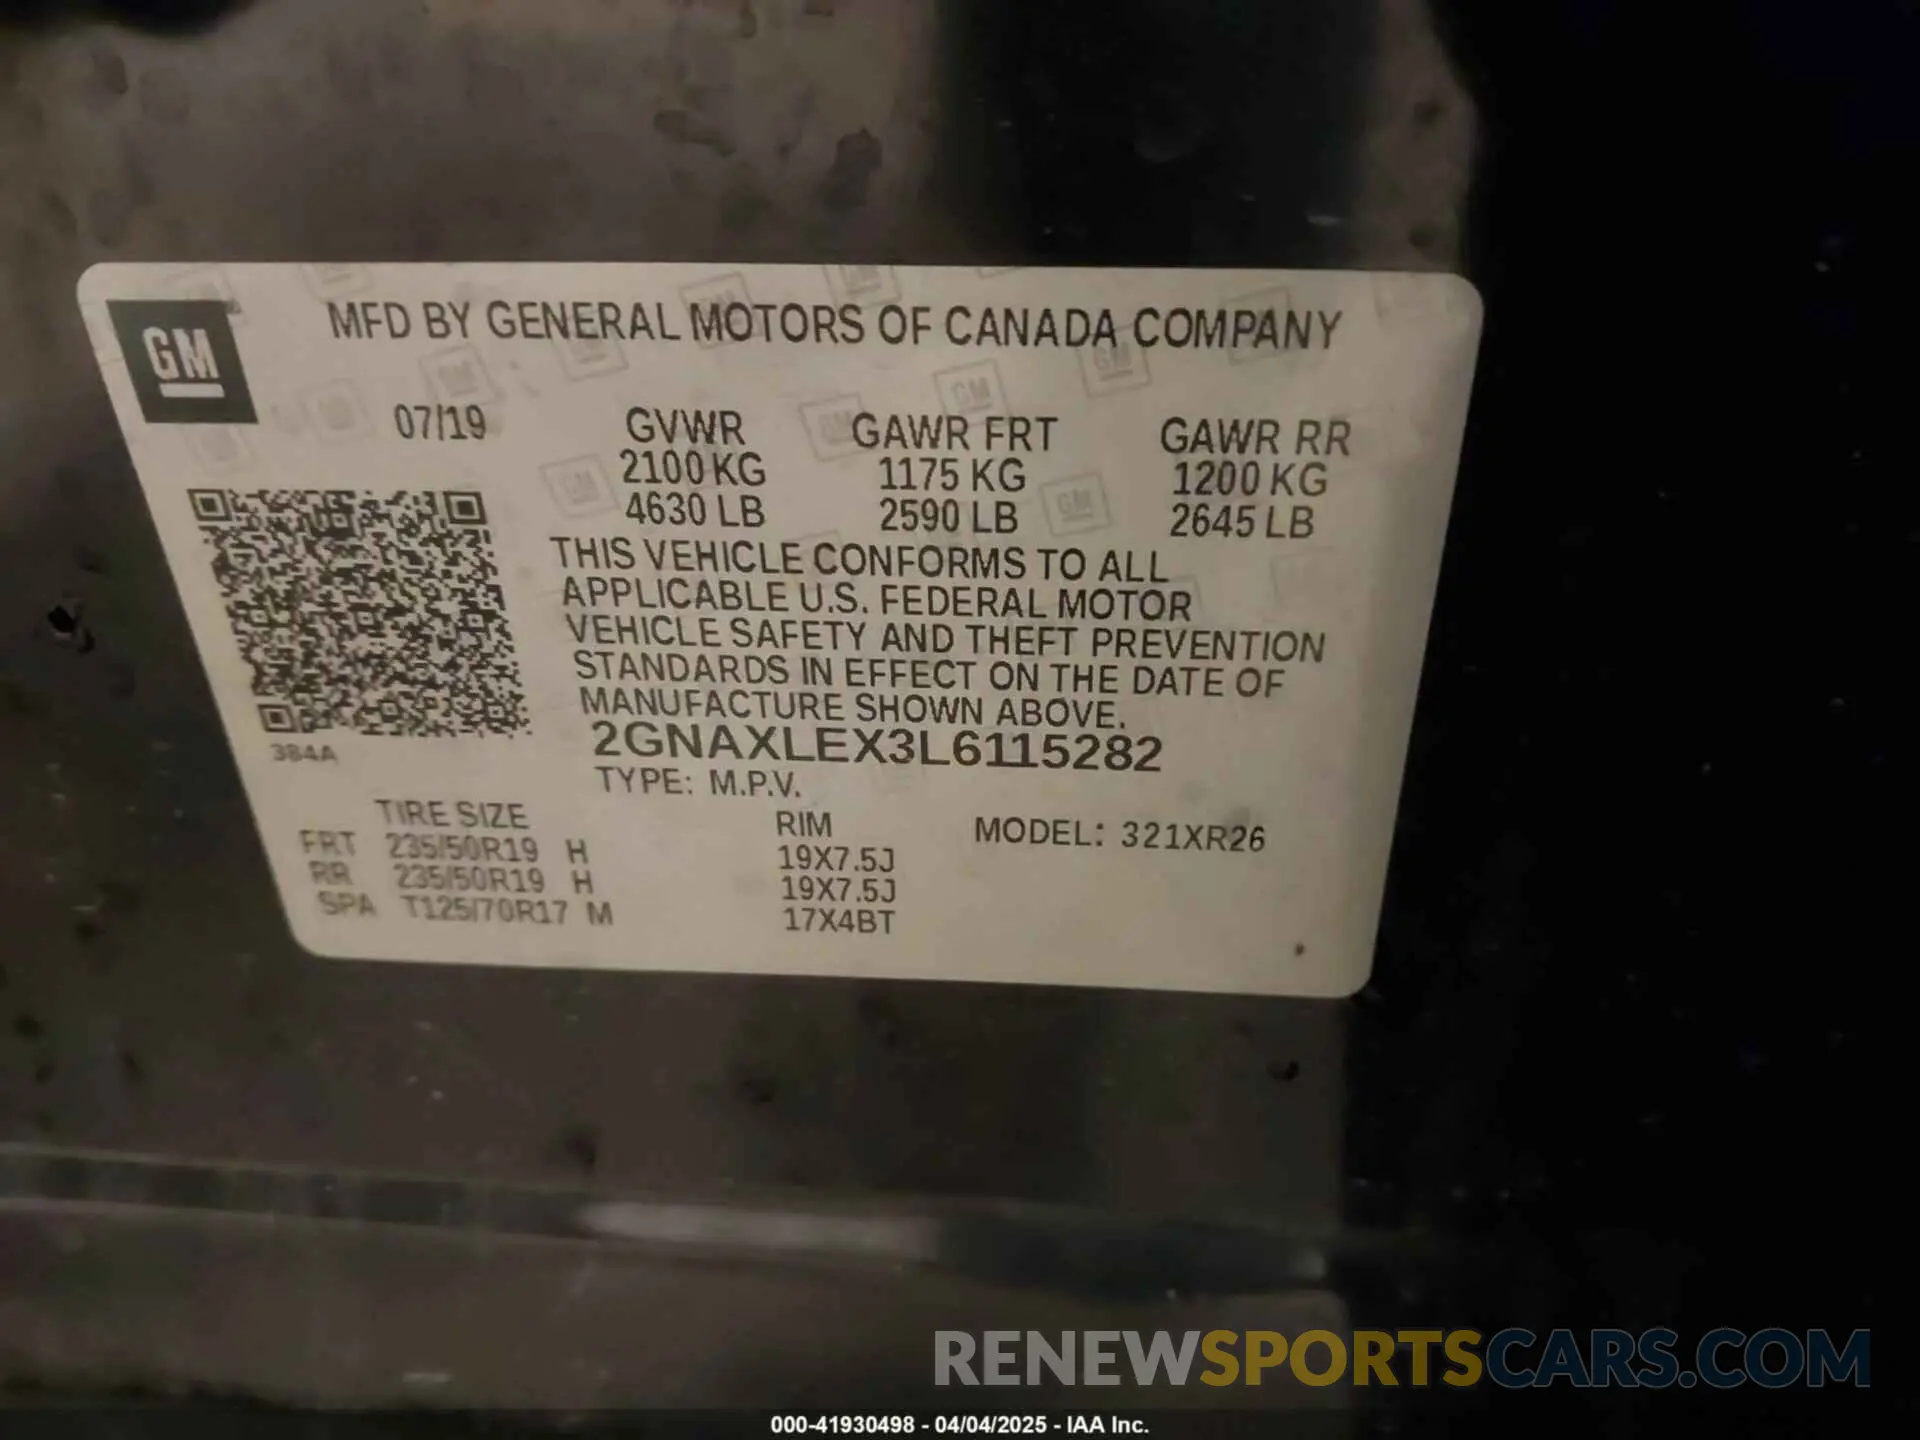 GM
MFD BY GENERAL MOTORS OF CANADA COMPANY
07/19 GVWR GAWR FRT GAWR RR
2100 KG 1175 KG 1200 KG
4630 LB 2590 LB 2645 LB
THIS VEHICLE CONFORMS TO ALL
APPLICABLE U.S. FEDERAL MOTOR
VEHICLE SAFETY AND THEFT PREVENTION
STANDARDS IN EFFECT ON THE DATE OF
MANUFACTURE SHOWN ABOVE.
2GNAXLEX3L6115282
384A
TYPE: M.P.V.
TIRE SIZE RIM MODEL: 321XR26
FRT 235/50R19 H 19X7.5J
RR 235/50R19 H 19X7.5J
SPA T125/70R17 M 17X4BT
RENEWSPORTSCARS.COM
000-41930498 - 04/04/2025 - IAA Inc.